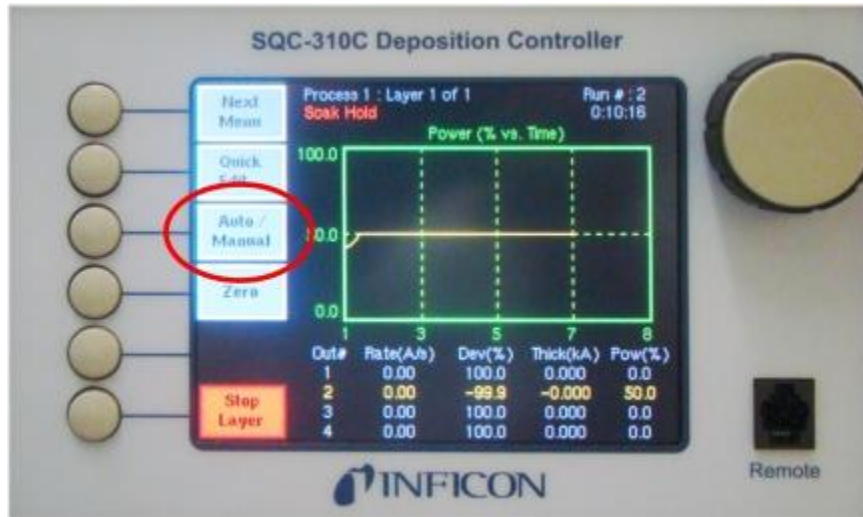 SQC-310C Deposition Controller
Next
Menu
Quick
Edit
Auto /
Manual
Zero
Stop
Layer
Process 1 : Layer 1 of 1 Run # : 2
Soak Hold 0:10:16
Power (% vs. Time)
100.0
50.0
0.0
1 3 5 7 8
Out# Rate(A/s) Dev(%) Thick(kA) Pow(%)
1 0.00 100.0 0.000 0.0
2 0.00 -99.9 -0.000 50.0
3 0.00 100.0 0.000 0.0
4 0.00 100.0 0.000 0.0
INFICON
Remote